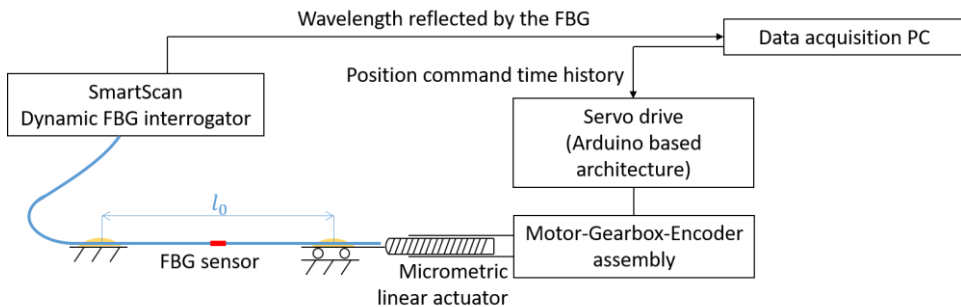 Wavelength reflected by the FBG
Data acquisition PC
Position command time history
SmartScan
Dynamic FBG interrogator
Servo drive
(Arduino based
architecture)
l₀
FBG sensor
Micrometric
linear actuator
Motor-Gearbox-Encoder
assembly